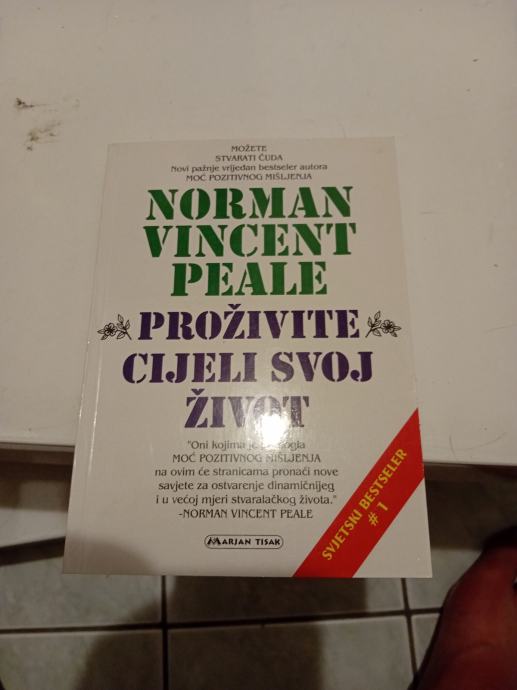 MOŽETE
STVARATI ČUDA
Novi pažnje vrijedan bestseler autora
MOĆ POZITIVNOG MIŠLJENJA
NORMAN
VINCENT
PEALE
PROŽIVITE
CIJELI SVOJ
ŽIVOT
"Oni kojima je
MOĆ POZITIVNOG MIŠLJENJA
na ovim će stranicama pronaći nove
savjete za ostvarenje dinamičnijeg
i u većoj mjeri stvaralačkog života."
-NORMAN VINCENT PEALE
MARJAN TISAK
SVJETSKI BESTSELER
# 1